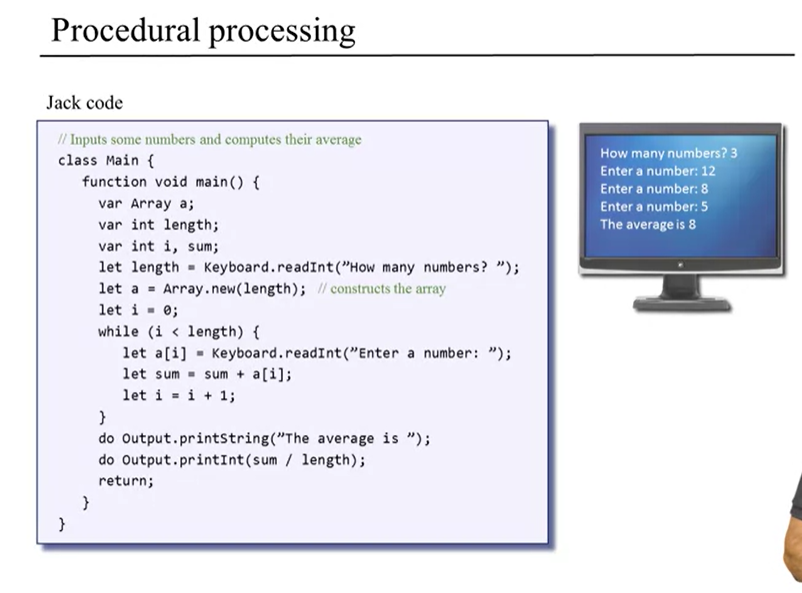 Procedural processing
Jack code
// Inputs some numbers and computes their average
class Main {
function void main() {
var Array a;
var int length;
var int i, sum;
let length = Keyboard.readInt(”How many numbers? ”);
let a = Array.new(length); // constructs the array
let i = 0;
while (i < length) {
let a[i] = Keyboard.readInt(”Enter a number: ”);
let sum = sum + a[i];
let i = i + 1;
}
do Output.printString(”The average is ”);
do Output.printInt(sum / length);
return;
}
}
How many numbers? 3
Enter a number: 12
Enter a number: 8
Enter a number: 5
The average is 8